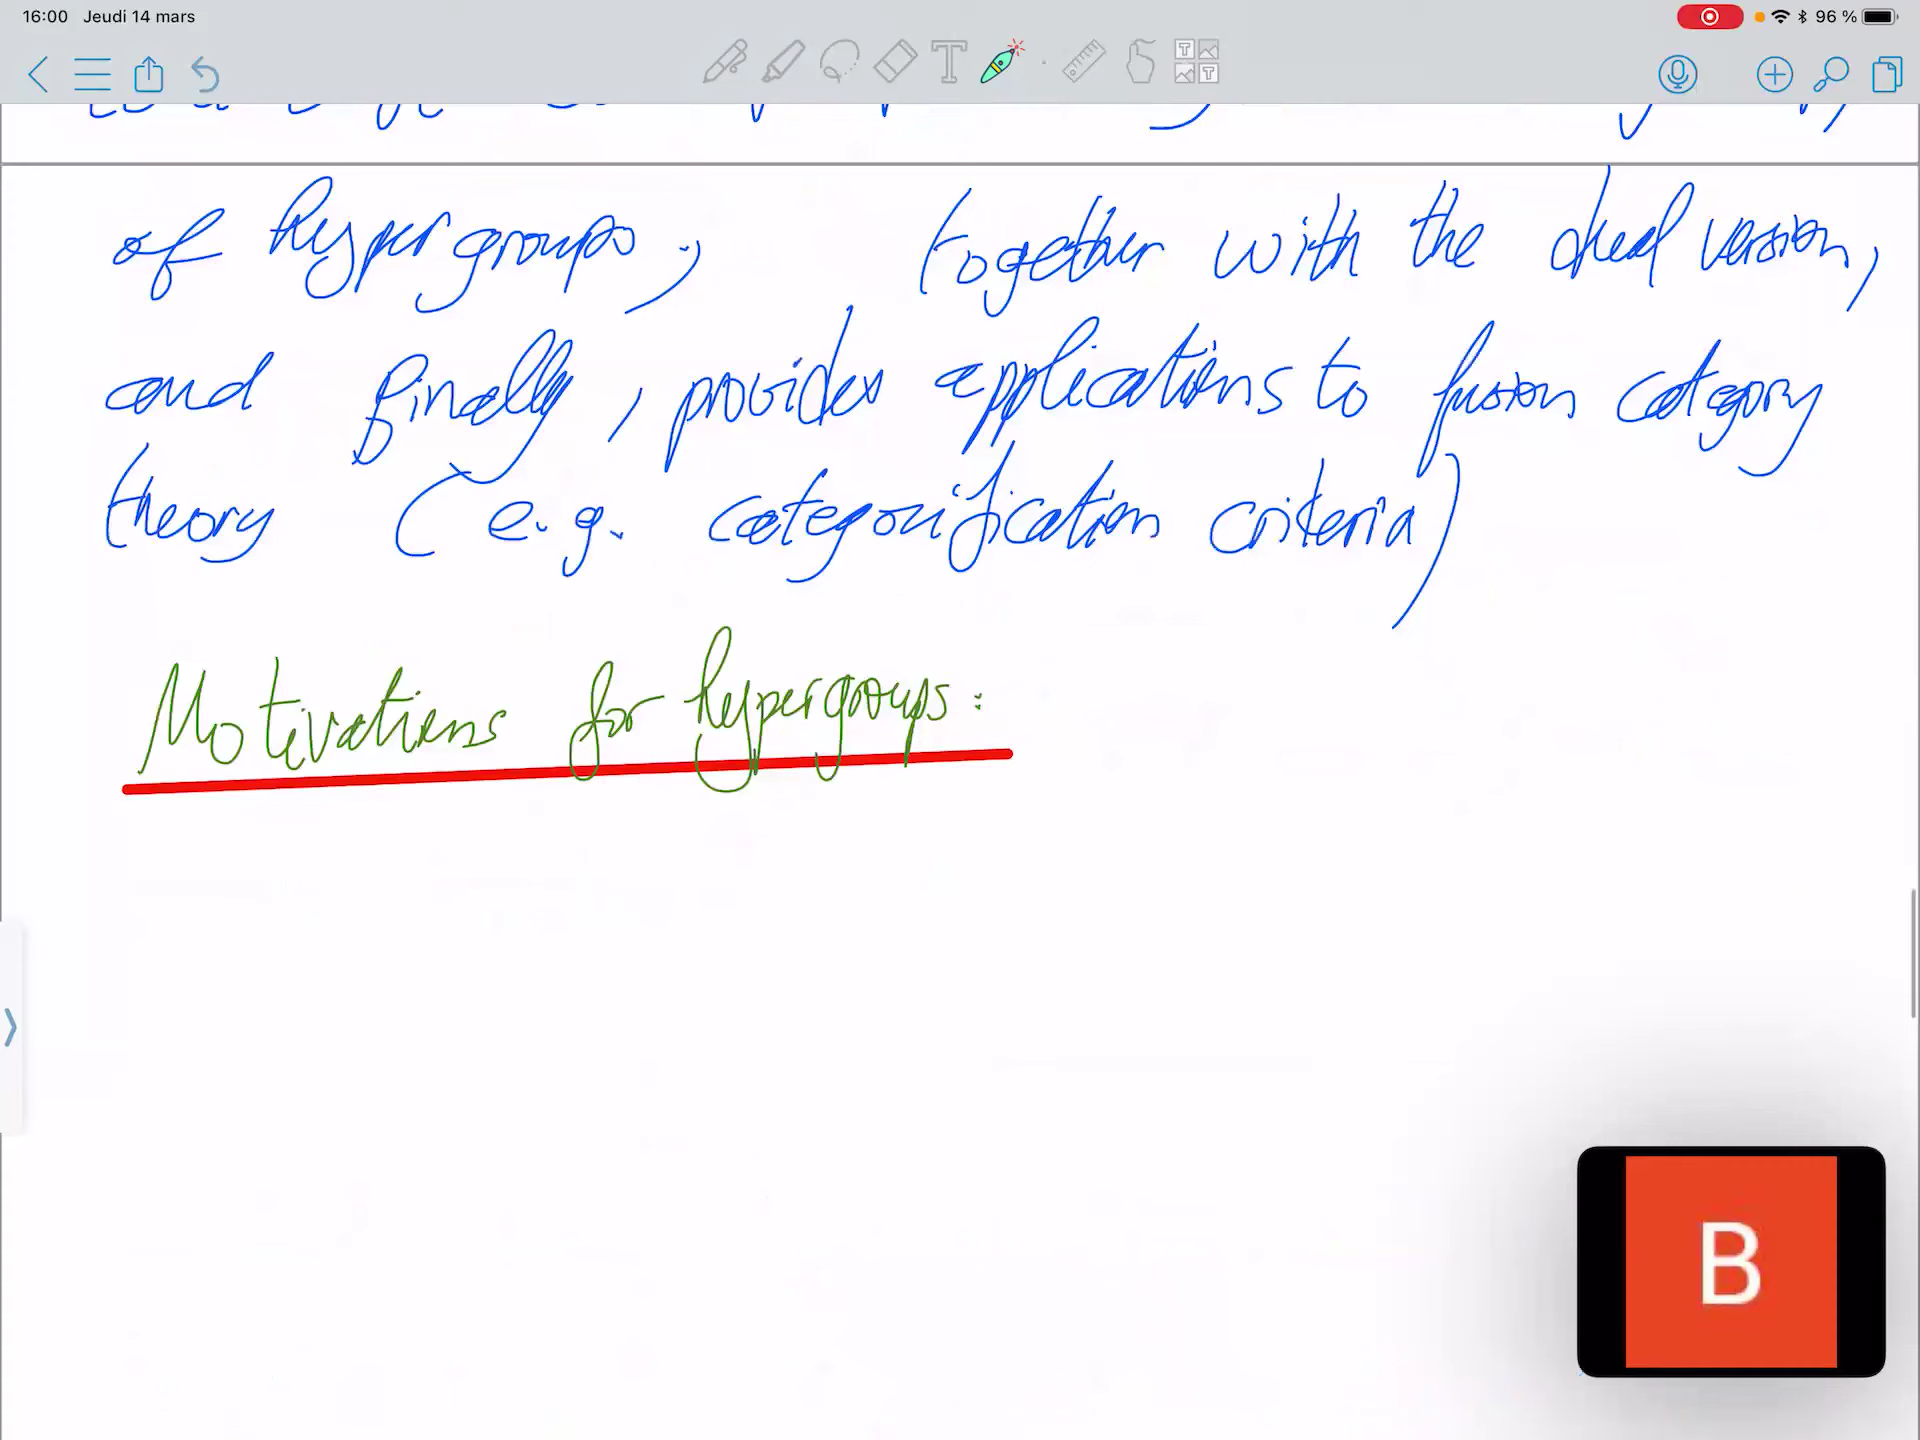 16:00 Jeudi 14 mars 96 %
of hypergroups, together with the dual version,
and finally, provides applications to fusion category
theory (e.g. categorification criteria)
Motivations for hypergroups:
B